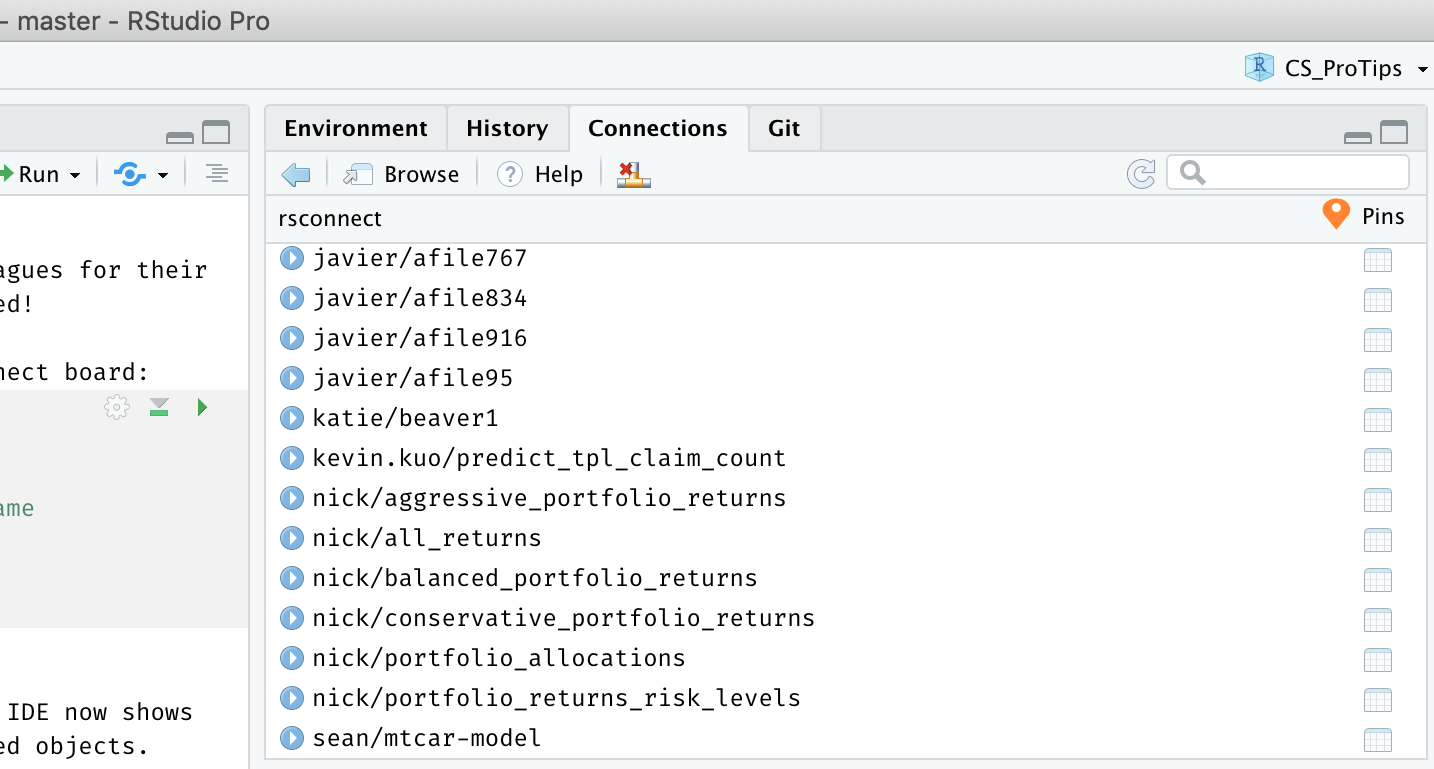 - master - RStudio Pro
CS_ProTips
Run
agues for their
ed!
nect board:
ame
IDE now shows
ed objects.
Environment
History
Connections
Git
Browse
? Help
rsconnect
Pins
javier/afile767
javier/afile834
javier/afile916
javier/afile95
katie/beaver1
kevin.kuo/predict_tpl_claim_count
nick/aggressive_portfolio_returns
nick/all_returns
nick/balanced_portfolio_returns
nick/conservative_portfolio_returns
nick/portfolio_allocations
nick/portfolio_returns_risk_levels
sean/mtcar-model